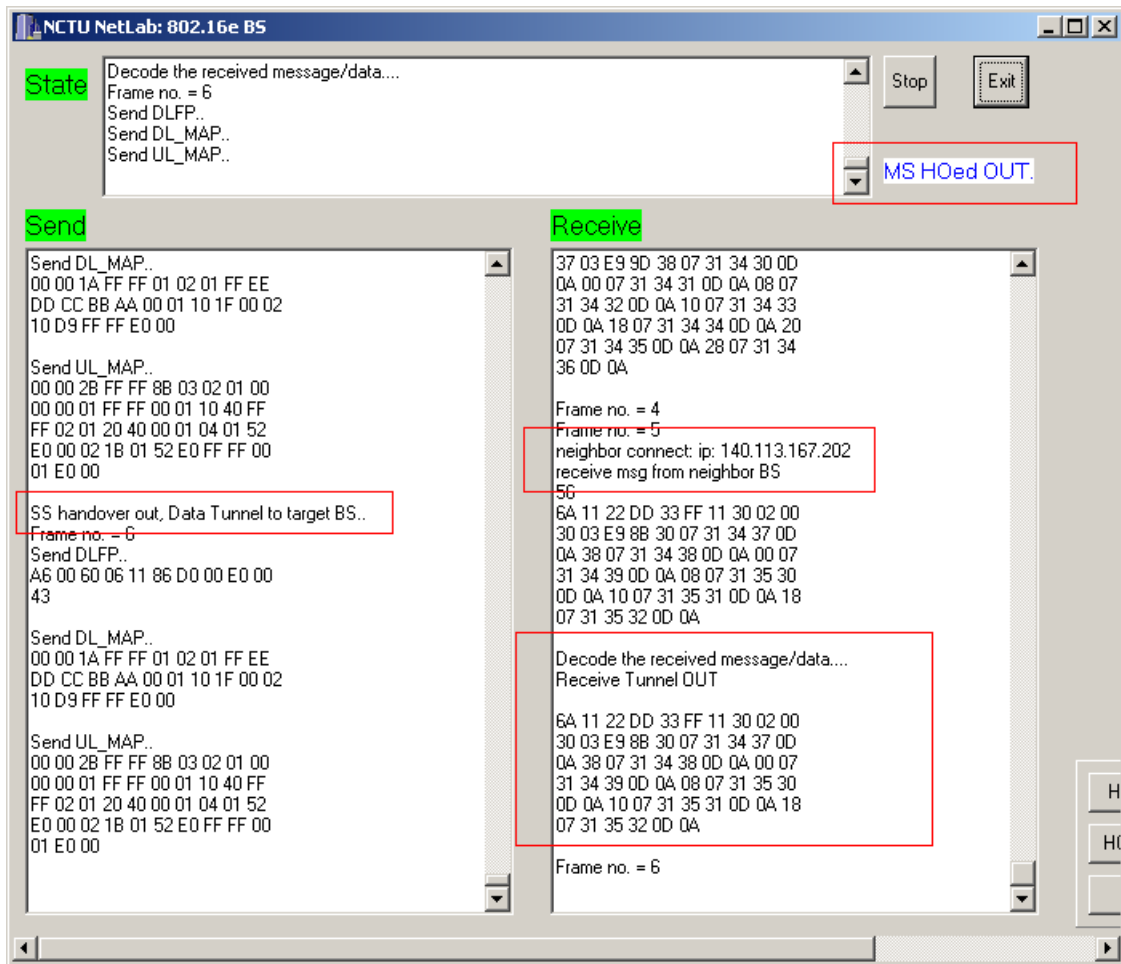 NCTU NetLab: 802.16e BS
State
Decode the received message/data....
Frame no. = 6
Send DLFP..
Send DL_MAP..
Send UL_MAP..
Stop
Exit
MS HOed OUT.
Send
Send DL_MAP..
00 00 1A FF FF 01 02 01 FF EE
DD CC BB AA 00 01 10 1F 00 02
10 D9 FF FF E0 00
Send UL_MAP..
00 00 2B FF FF 8B 03 02 01 00
00 00 01 FF FF 00 01 10 40 FF
FF 02 01 20 40 00 01 04 01 52
E0 00 02 1B 01 52 E0 FF FF 00
01 E0 00
SS handover out, Data Tunnel to target BS..
Frame no. = 6
Send DLFP..
A6 00 60 06 11 86 D0 00 E0 00
43
Send DL_MAP..
00 00 1A FF FF 01 02 01 FF EE
DD CC BB AA 00 01 10 1F 00 02
10 D9 FF FF E0 00
Send UL_MAP..
00 00 2B FF FF 8B 03 02 01 00
00 00 01 FF FF 00 01 10 40 FF
FF 02 01 20 40 00 01 04 01 52
E0 00 02 1B 01 52 E0 FF FF 00
01 E0 00
Receive
37 03 E9 9D 38 07 31 34 30 0D
0A 00 07 31 34 31 0D 0A 08 07
31 34 32 0D 0A 10 07 31 34 33
0D 0A 18 07 31 34 34 0D 0A 20
07 31 34 35 0D 0A 28 07 31 34
36 0D 0A
Frame no. = 4
Frame no. = 5
neighbor connect: ip: 140.113.167.202
receive msg from neighbor BS
56
6A 11 22 DD 33 FF 11 30 02 00
30 03 E9 8B 30 07 31 34 37 0D
0A 38 07 31 34 38 0D 0A 00 07
31 34 39 0D 0A 08 07 31 35 30
0D 0A 10 07 31 35 31 0D 0A 18
07 31 35 32 0D 0A
Decode the received message/data....
Receive Tunnel OUT
6A 11 22 DD 33 FF 11 30 02 00
30 03 E9 8B 30 07 31 34 37 0D
0A 38 07 31 34 38 0D 0A 00 07
31 34 39 0D 0A 08 07 31 35 30
0D 0A 10 07 31 35 31 0D 0A 18
07 31 35 32 0D 0A
Frame no. = 6